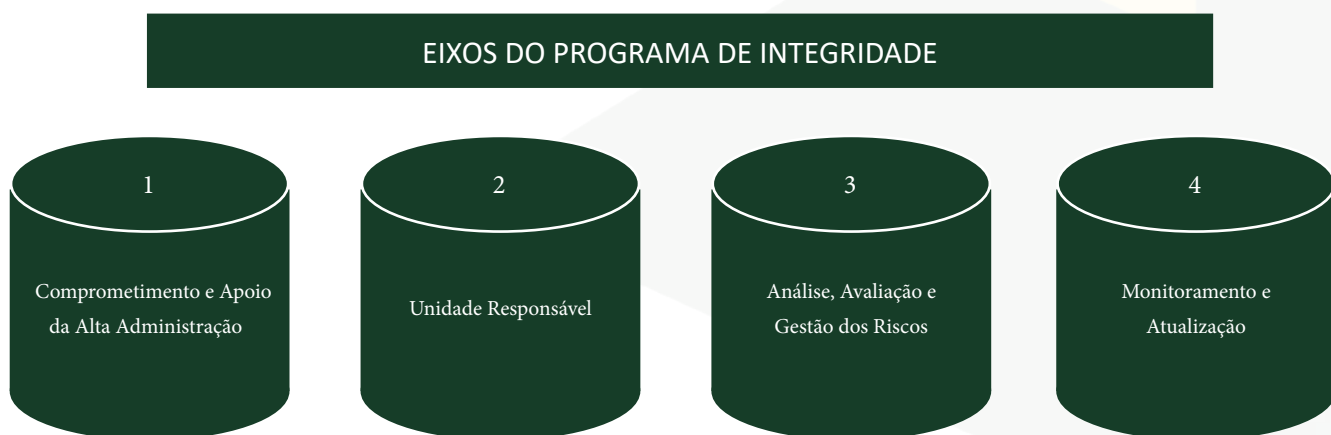 EIXOS DO PROGRAMA DE INTEGRIDADE
1
Comprometimento e Apoio
da Alta Administração
2
Unidade Responsável
3
Análise, Avaliação e
Gestão dos Riscos
4
Monitoramento e
Atualização